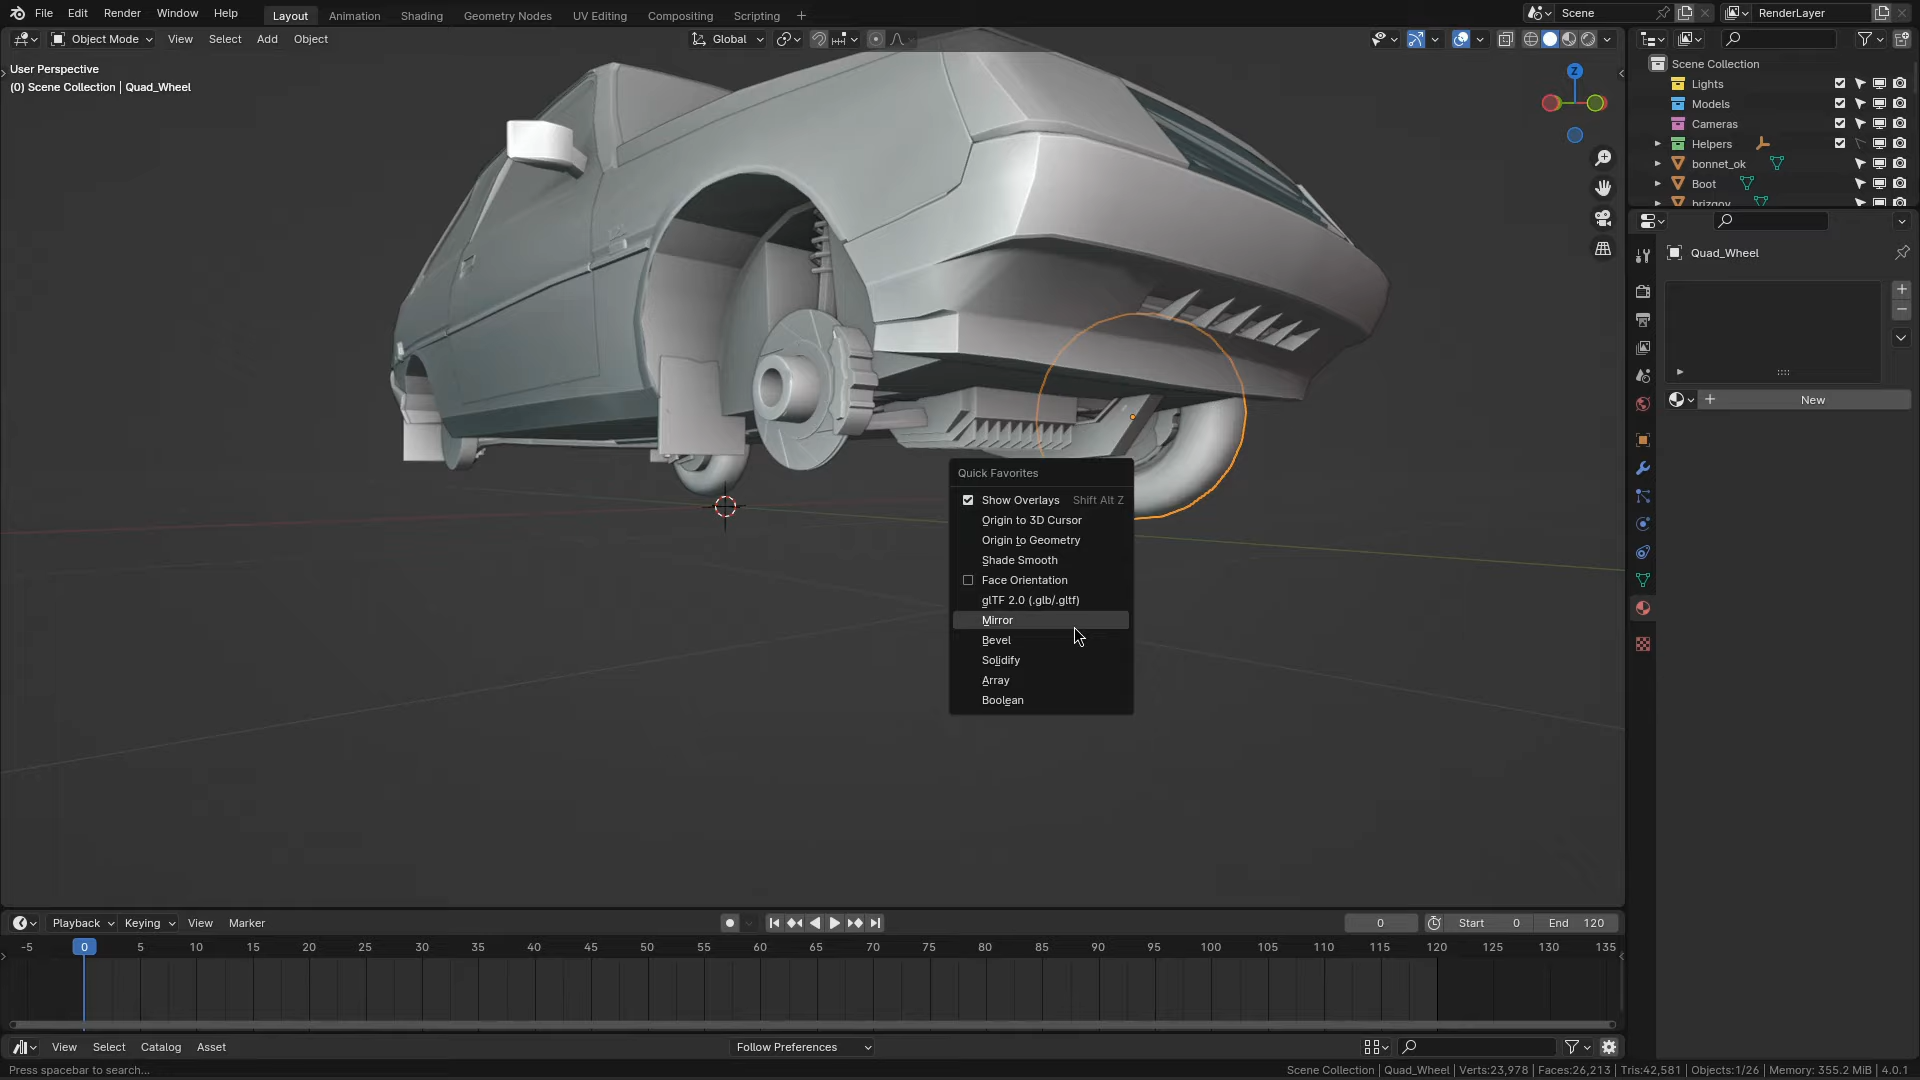 File Edit Render Window Help Layout Animation Shading Geometry Nodes UV Editing Compositing Scripting + Scene RenderLayer
Object Mode View Select Add Object Global
User Perspective
(0) Scene Collection | Quad_Wheel
Z
Scene Collection
Lights
Models
Cameras
Helpers
bonnet_ok
Boot
brizgov
Quad_Wheel
New
Quick Favorites
Show Overlays Shift Alt Z
Origin to 3D Cursor
Origin to Geometry
Shade Smooth
Face Orientation
glTF 2.0 (.glb/.gltf)
Mirror
Bevel
Solidify
Array
Boolean
Playback Keying View Marker 0 Start 0 End 120
-5 0 5 10 15 20 25 30 35 40 45 50 55 60 65 70 75 80 85 90 95 100 105 110 115 120 125 130 135
View Select Catalog Asset Follow Preferences
Press spacebar to search... Scene Collection | Quad_Wheel | Verts:23,978 | Faces:26,213 | Tris:42,581 | Objects:1/26 | Memory: 355.2 MiB | 4.0.1